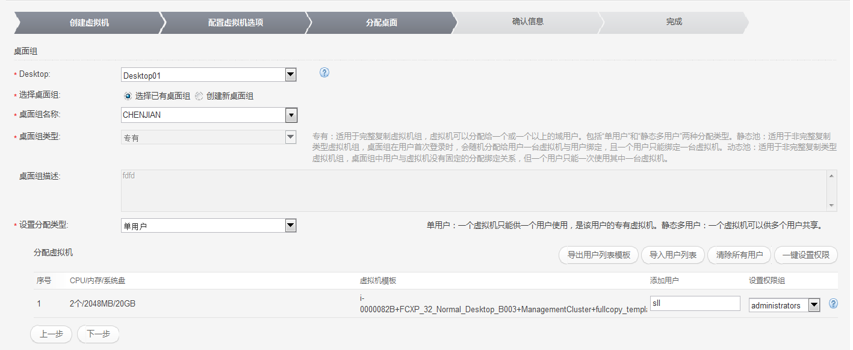 创建虚拟机 配置虚拟机选项 分配桌面 确认信息 完成
桌面组
* Desktop: Desktop01
* 选择桌面组: 选择已有桌面组 创建新桌面组
* 桌面组名称: CHENJIAN
* 桌面组类型: 专有
专有：适用于完整复制虚拟机组，虚拟机可以分配给一个或一个以上的域用户。包括“单用户”和“静态多用户”两种分配类型。静态池：适用于非完整复制
类型虚拟机组，桌面组在用户首次登录时，会随机分配给用户一台虚拟机与用户绑定，且一个用户只能绑定一台虚拟机。动态池：适用于非完整复制类型
虚拟机组，桌面组中用户与虚拟机没有固定的分配绑定关系，但一个用户只能一次使用其中一台虚拟机。
桌面组描述: fdfd
* 设置分配类型: 单用户 单用户：一个虚拟机只能供一个用户使用，是该用户的专有虚拟机。静态多用户：一个虚拟机可以供多个用户共享。
分配虚拟机 导出用户列表模板 导入用户列表 清除所有用户 一键设置权限
序号 CPU/内存/系统盘 虚拟机模板 添加用户 设置权限组
1 2个/2048MB/20GB i-
0000082B+FCXP_32_Normal_Desktop_B003+ManagementCluster+fullcopy_templa sll administrators
上一步 下一步